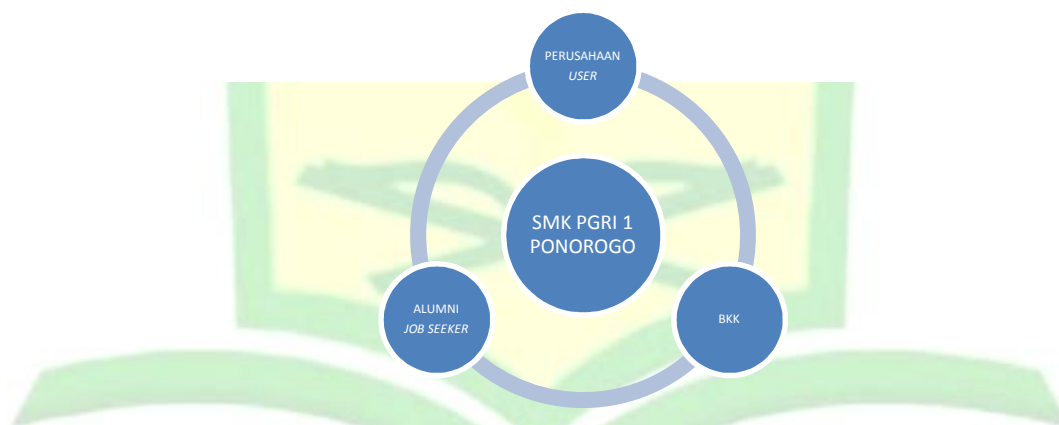 PERUSAHAAN
USER
SMK PGRI 1
PONOROGO
ALUMNI
JOB SEEKER
BKK